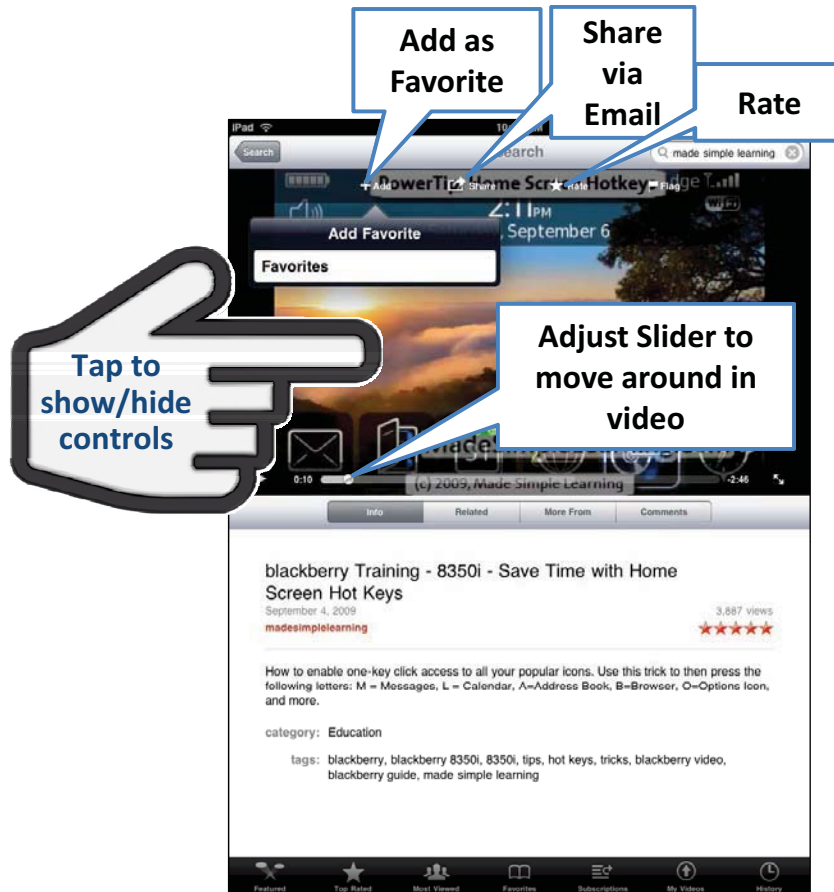 Add as
Favorite
Share
via
Email
Rate
iPad
Search
made simple learning
Add
Share
Rate
Flag
PowerTip Home Screen Hotkeys
2:11PM
Add Favorite
, September 6
Favorites
Tap to
show/hide
controls
Adjust Slider to
move around in
video
0:10
-2:46
(c) 2009, Made Simple Learning
Info
Related
More From
Comments
blackberry Training - 8350i - Save Time with Home
Screen Hot Keys
September 4, 2009
3,887 views
madesimplelearning
How to enable one-key click access to all your popular icons. Use this trick to then press the
following letters: M = Messages, L = Calendar, A=Address Book, B=Browser, O=Options Icon,
and more.
category: Education
tags: blackberry, blackberry 8350i, 8350i, tips, hot keys, tricks, blackberry video,
blackberry guide, made simple learning
Featured
Top Rated
Most Viewed
Favorites
Subscriptions
My Videos
History